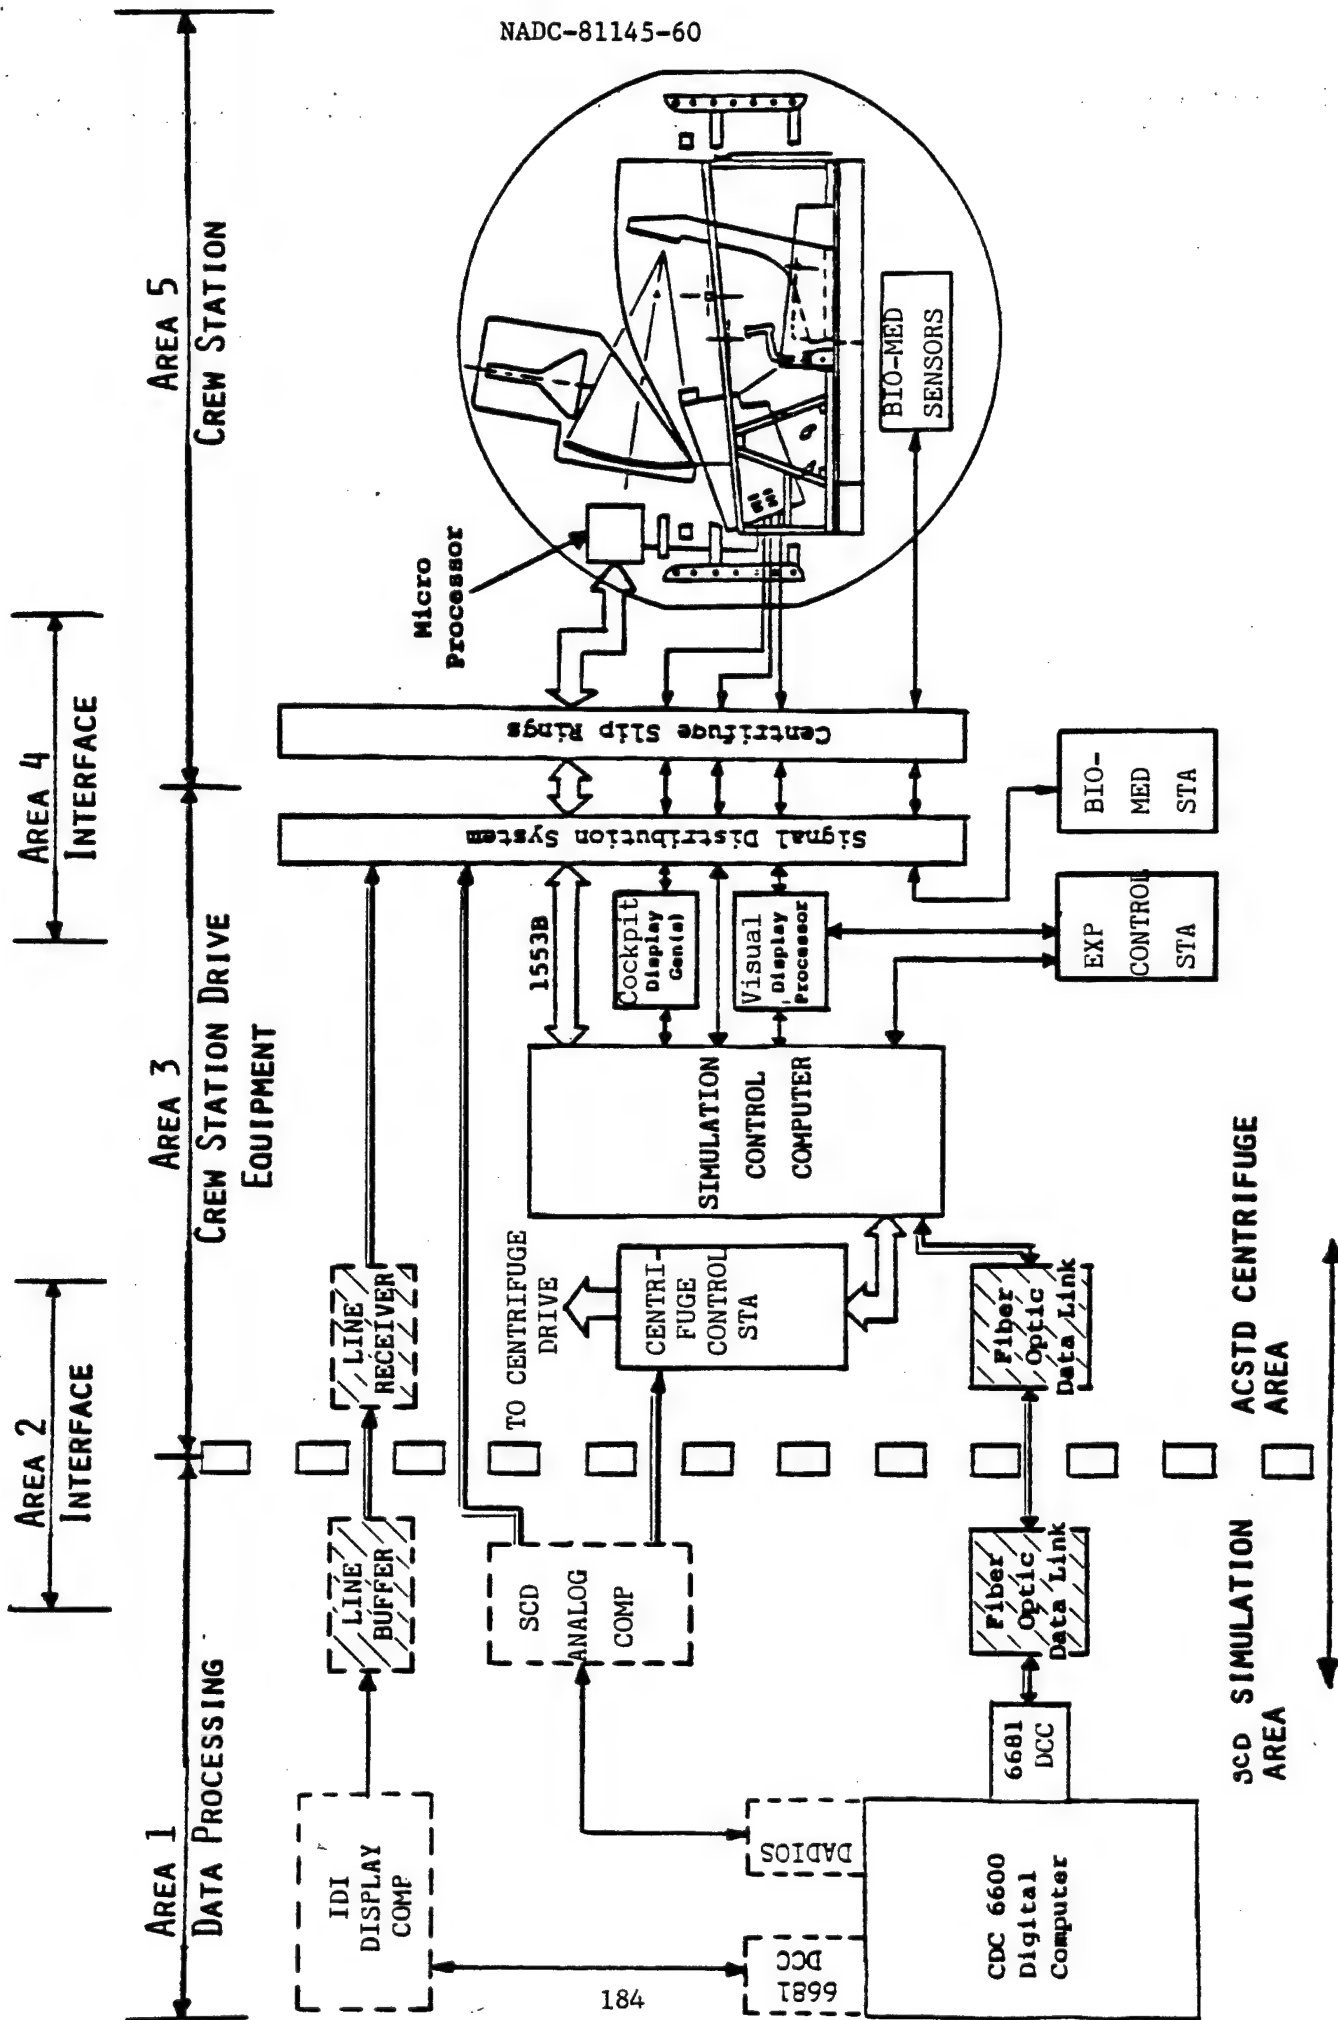 NADC-81145-60
AREA 1
DATA PROCESSING
AREA 2
INTERFACE
AREA 3
CREW STATION DRIVE
EQUIPMENT
AREA 4
INTERFACE
AREA 5
CREW STATION
IDI
DISPLAY
COMP
LINE
BUFFER
LINE
RECEIVER
SCD
ANALOG
COMP
TO CENTRIFUGE
DRIVE
CENTRI-
FUGE
CONTROL
STA
6681
DCC
DADIOS
CDC 6600
Digital
Computer
6681
DCC
Fiber
Optic
Data Link
Fiber
Optic
Data Link
SIMULATION
CONTROL
COMPUTER
1553B
Cockpit
Display
Gen(s)
Visual
Display
Processor
Signal Distribution System
Centrifuge Slip Rings
Micro
Processor
BIO-MED
SENSORS
EXP
CONTROL
STA
BIO-
MED
STA
SCD SIMULATION
AREA
ACSTD CENTRIFUGE
AREA
184